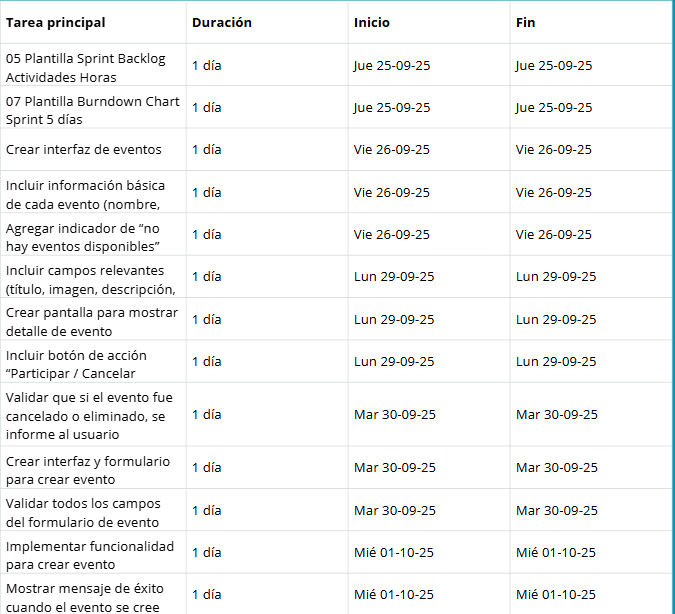 Tarea principal Duración Inicio Fin
05 Plantilla Sprint Backlog
Actividades Horas 1 día Jue 25-09-25 Jue 25-09-25
07 Plantilla Burndown Chart
Sprint 5 días 1 día Jue 25-09-25 Jue 25-09-25
Crear interfaz de eventos 1 día Vie 26-09-25 Vie 26-09-25
Incluir información básica
de cada evento (nombre, 1 día Vie 26-09-25 Vie 26-09-25
Agregar indicador de “no
hay eventos disponibles” 1 día Vie 26-09-25 Vie 26-09-25
Incluir campos relevantes
(título, imagen, descripción, 1 día Lun 29-09-25 Lun 29-09-25
Crear pantalla para mostrar
detalle de evento 1 día Lun 29-09-25 Lun 29-09-25
Incluir botón de acción
“Participar / Cancelar 1 día Lun 29-09-25 Lun 29-09-25
Validar que si el evento fue
cancelado o eliminado, se
informe al usuario 1 día Mar 30-09-25 Mar 30-09-25
Crear interfaz y formulario
para crear evento 1 día Mar 30-09-25 Mar 30-09-25
Validar todos los campos
del formulario de evento 1 día Mar 30-09-25 Mar 30-09-25
Implementar funcionalidad
para crear evento 1 día Mié 01-10-25 Mié 01-10-25
Mostrar mensaje de éxito
cuando el evento se cree 1 día Mié 01-10-25 Mié 01-10-25